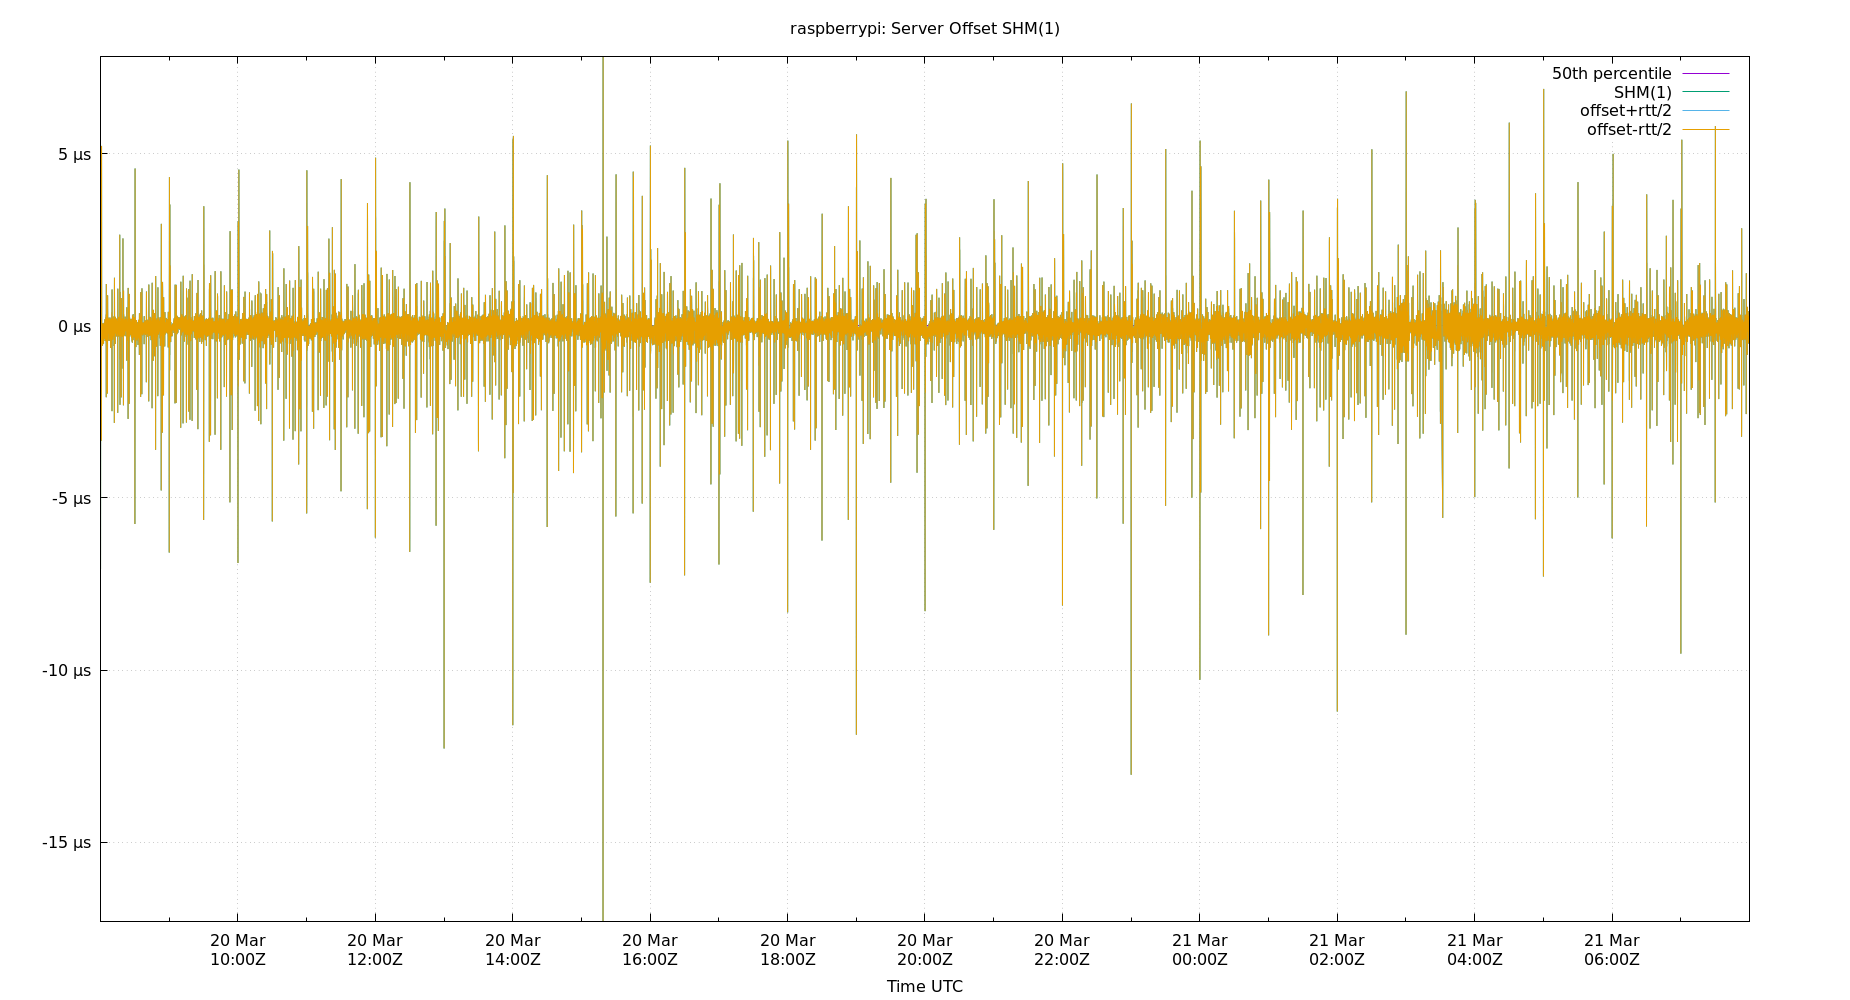 raspberrypi: Server Offset SHM(1)
50th percentile
SHM(1)
offset+rtt/2
offset-rtt/2
5 µs
0 µs
-5 µs
-10 µs
-15 µs
20 Mar 20 Mar 20 Mar 20 Mar 20 Mar 20 Mar 20 Mar 21 Mar 21 Mar 21 Mar 21 Mar
10:00Z 12:00Z 14:00Z 16:00Z 18:00Z 20:00Z 22:00Z 00:00Z 02:00Z 04:00Z 06:00Z
Time UTC